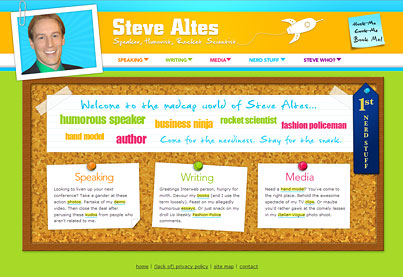 Steve Altes
Speaker, Humorist, Rocket Scientist
Hook-Me
Cook-Me
Book Me!
SPEAKING WRITING MEDIA NERD STUFF STEVE WHO?
Welcome to the madcap world of Steve Altes...
humorous speaker business ninja rocket scientist fashion policeman
hand model author Come for the nerdiness. Stay for the snark.
1st
NERD STUFF
Speaking
Looking to liven up your next
conference? Take a gander at these
action photos. Partake of my demo
video. Then close the deal after
perusing these kudos from people who
aren't related to me.
Writing
Greetings Interweb person, hungry for
mirth. Devour my books (and I use the
term loosely). Feast on my allegedly
humorous essays. Or just snack on my
droll Us Weekly Fashion Police
comments.
Media
Need a hand model? You've come to the
right place. Behold the awesome
spectacle of my TV clips. Or maybe
you'd rather gawk at the comely lasses
in my Italian Vogue photo shoot.
home | (lack of) privacy policy | site map | contact